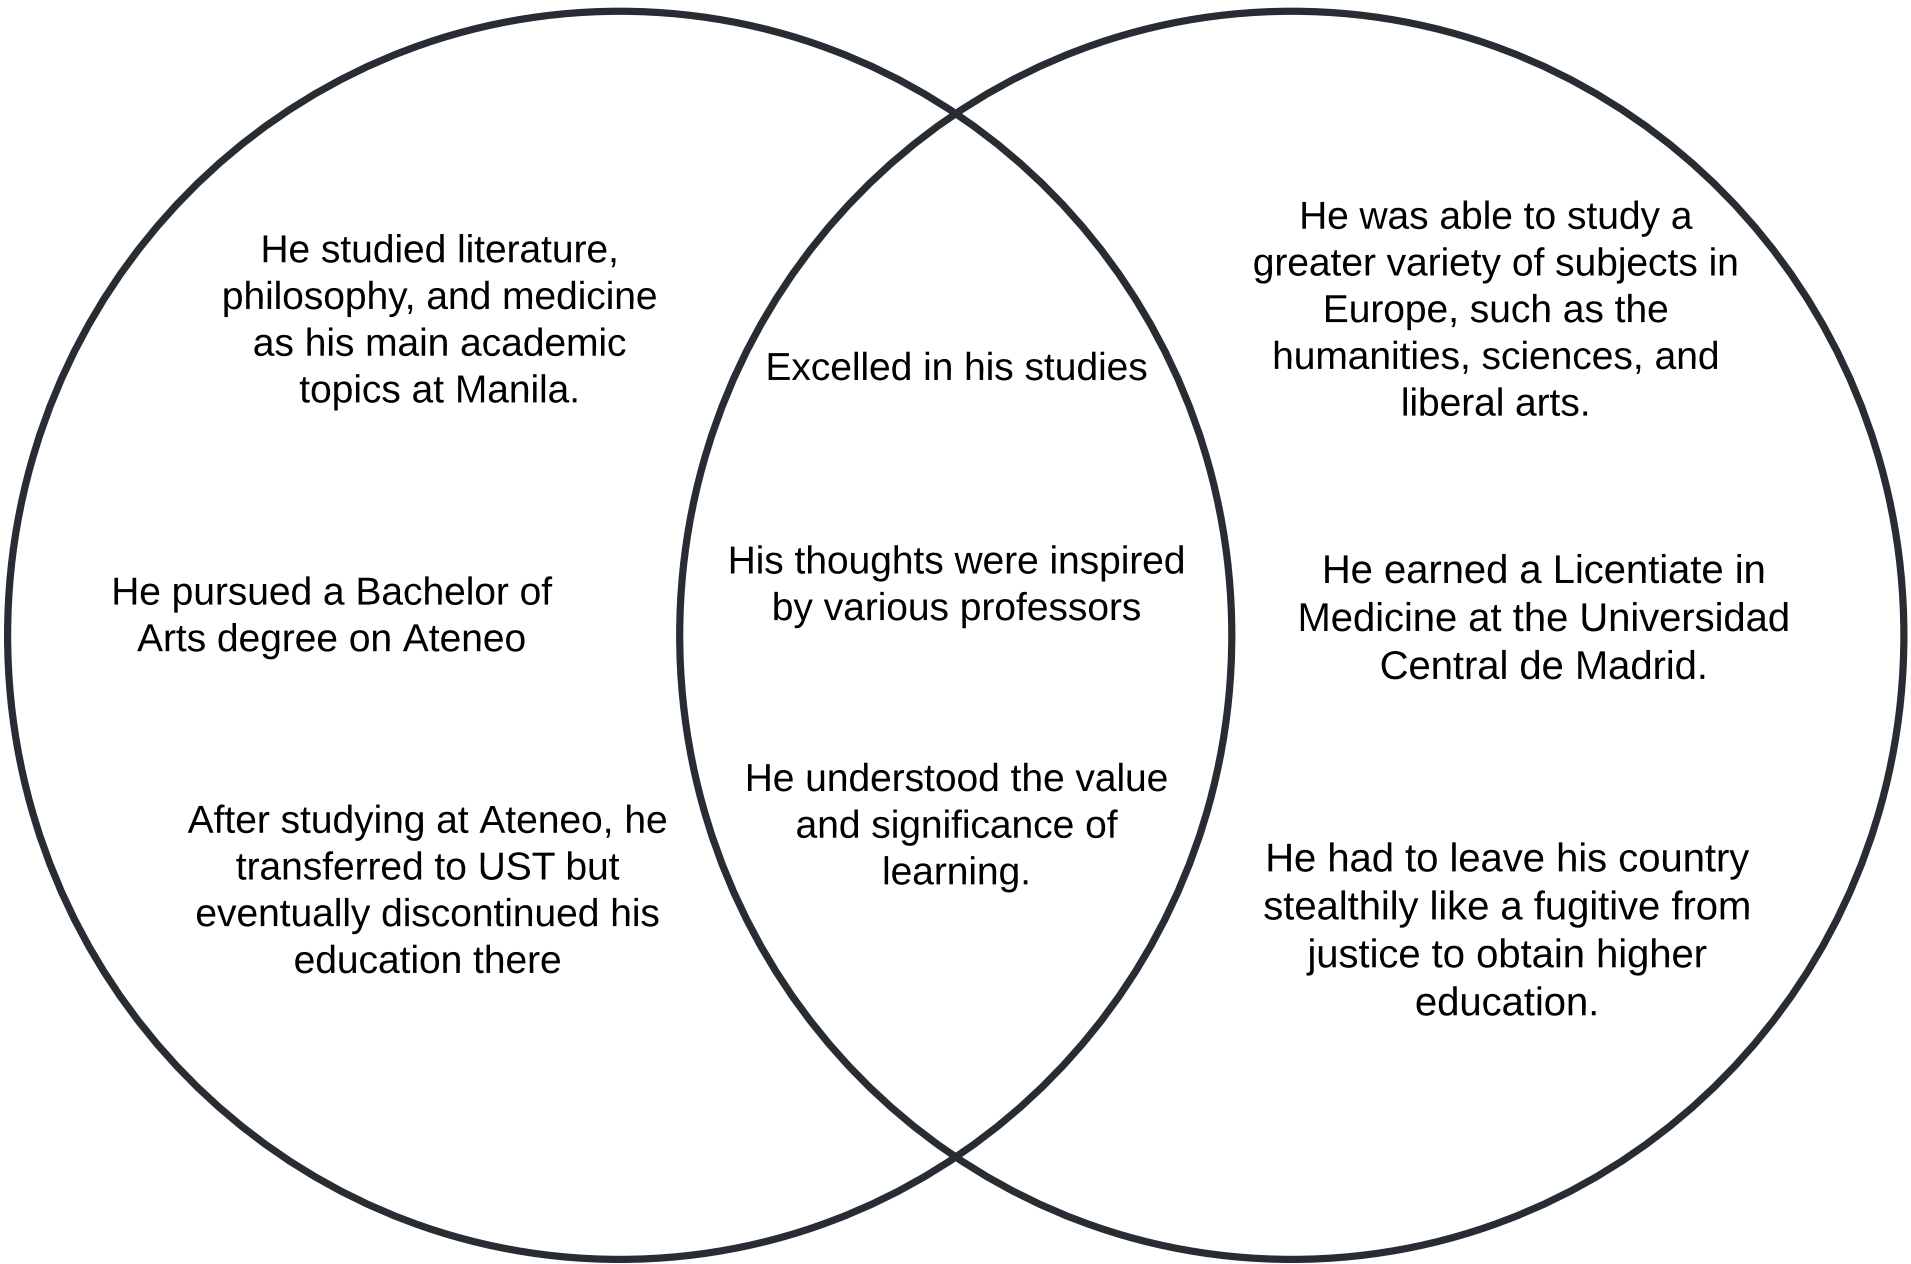 He studied literature,
philosophy, and medicine
as his main academic
topics at Manila.
He pursued a Bachelor of
Arts degree on Ateneo
After studying at Ateneo, he
transferred to UST but
eventually discontinued his
education there
Excelled in his studies
His thoughts were inspired
by various professors
He understood the value
and significance of
learning.
He was able to study a
greater variety of subjects in
Europe, such as the
humanities, sciences, and
liberal arts.
He earned a Licentiate in
Medicine at the Universidad
Central de Madrid.
He had to leave his country
stealthily like a fugitive from
justice to obtain higher
education.